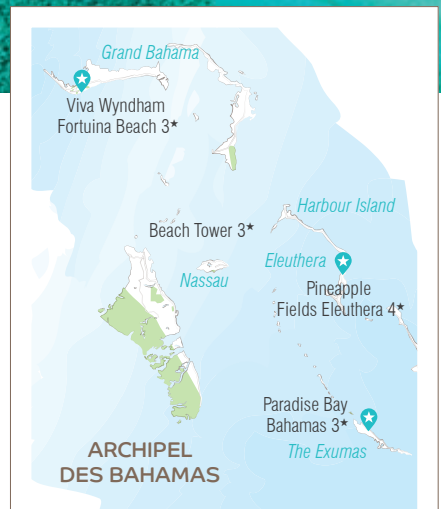 Grand Bahama
Viva Wyndham
Fortuina Beach 3★
Harbour Island
Beach Tower 3★
Eleuthera
Nassau
Pineapple
Fields Eleuthera 4★
Paradise Bay
Bahamas 3★
The Exumas
ARCHIPEL
DES BAHAMAS